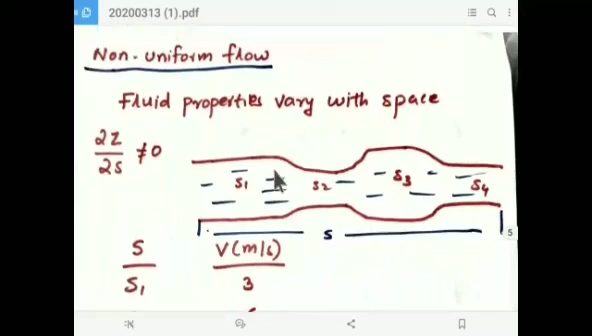 20200313 (1).pdf
Non-uniform flow
Fluid properties vary with space
∂Z/∂S ≠0
S1 S2 S3 S4
S
5
S V(m/s)
S1 3